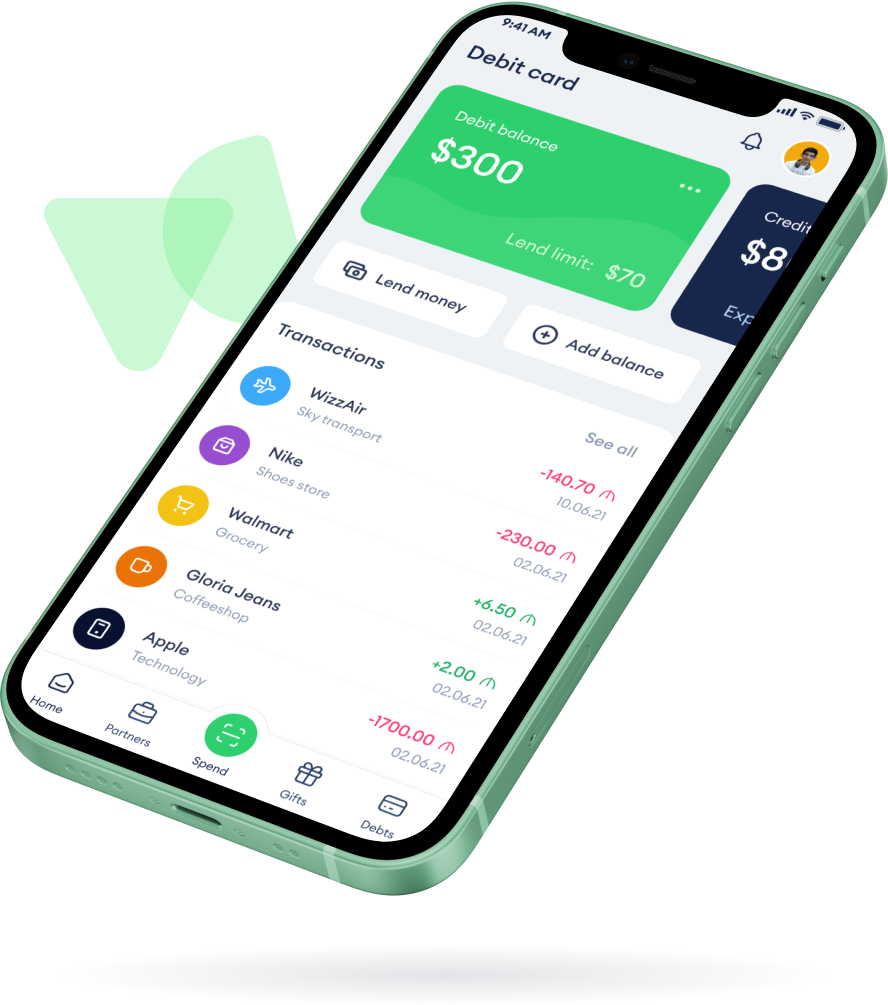 9:41 AM
Debit card
Debit balance
$300
Lend limit: $70
Credit
$8
Exp
Lend money
Add balance
Transactions
See all
WizzAir
Sky transport
-140.70 ₼
10.06.21
Nike
Shoes store
-230.00 ₼
02.06.21
Walmart
Grocery
+6.50 ₼
02.06.21
Gloria Jeans
Coffeeshop
+2.00 ₼
02.06.21
Apple
Technology
-1700.00 ₼
02.06.21
Home
Partners
Spend
Gifts
Debts